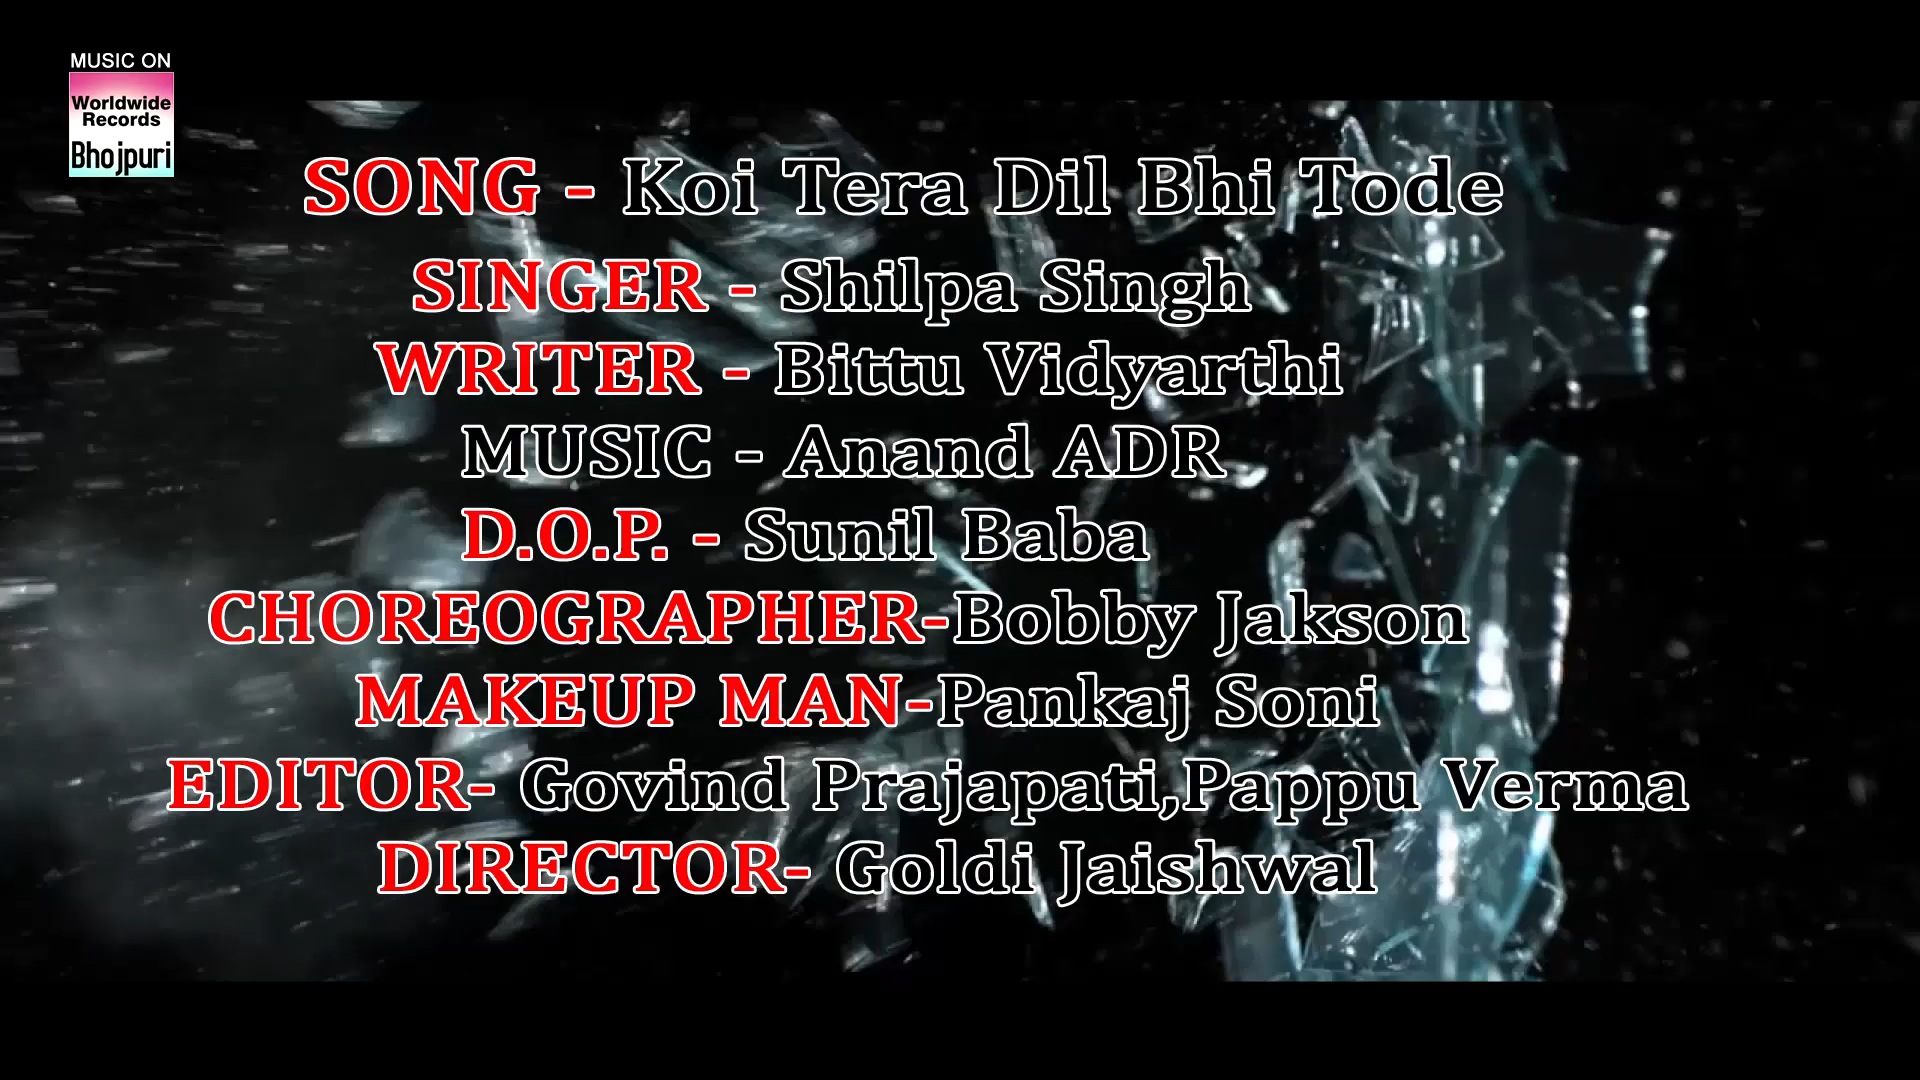 MUSIC ON
Worldwide
Records
Bhojpuri
SONG - Koi Tera Dil Bhi Tode
SINGER - Shilpa Singh
WRITER - Bittu Vidyarthi
MUSIC - Anand ADR
D.O.P. - Sunil Baba
CHOREOGRAPHER-Bobby Jakson
MAKEUP MAN-Pankaj Soni
EDITOR- Govind Prajapati,Pappu Verma
DIRECTOR- Goldi Jaishwal